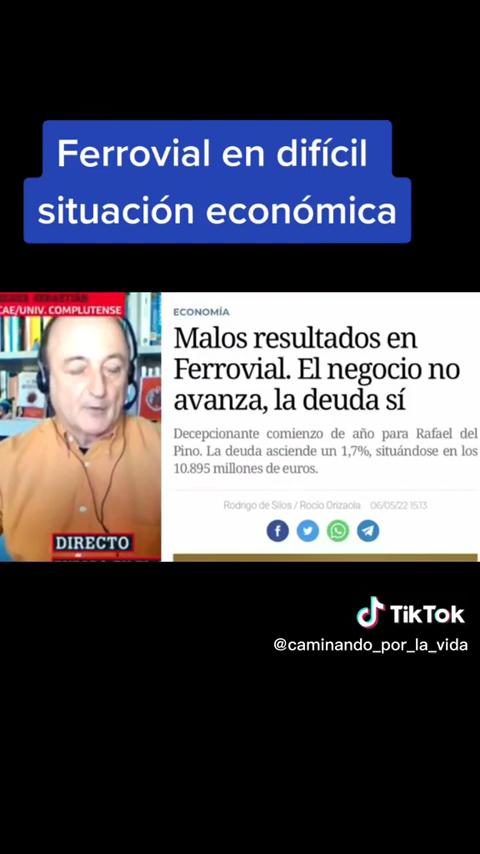 Ferrovial en difícil
situación económica
CAE/UNIV. COMPLUTENSE
ECONOMÍA
Malos resultados en
Ferrovial. El negocio no
avanza, la deuda sí
Decepcionante comienzo de año para Rafael del
Pino. La deuda asciende un 1,7%, situándose en los
10.895 millones de euros.
Rodrigo de Silos / Rocío Orizaola 06/05/22 15:13
DIRECTO
TikTok
@caminando_por_la_vida